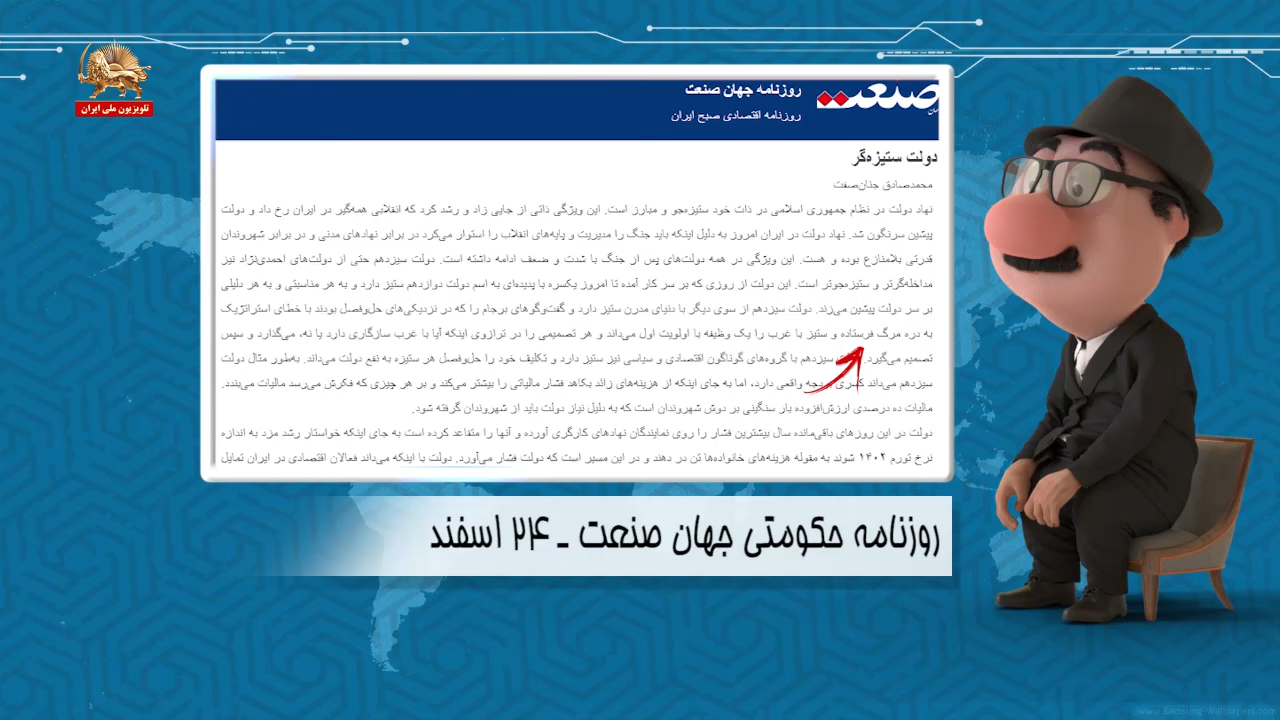 تلویزیون ملی ایران
روزنامه جهان صنعت
روزنامه اقتصادی صبح ایران
جهان صنعت
دولت ستیزه‌گر
محمدصادق جنان‌صفت
نهاد دولت در نظام جمهوری اسلامی در ذات خود ستیزه‌جو و مبارز است. این ویژگی ذاتی از جایی زاد و رشد کرد که انقلابی همه‌گیر در ایران رخ داد و دولت
پیشین سرنگون شد. نهاد دولت در ایران امروز به دلیل اینکه باید جنگ را مدیریت و پایه‌های انقلاب را استوار می‌کرد در برابر نهادهای مدنی و در برابر شهروندان
قدرتی بلامنازع بوده و هست. این ویژگی در همه دولت‌های پس از جنگ با شدت و ضعف ادامه داشته است. دولت سیزدهم حتی از دولت‌های احمدی‌نژاد نیز
مداخله‌گرتر و ستیزه‌جوتر است. این دولت از روزی که بر سر کار آمده تا امروز یکسره با پدیده‌ای به اسم دولت دوازدهم ستیز دارد و به هر مناسبتی و به هر دلیلی
بر سر دولت پیشین می‌زند. دولت سیزدهم از سوی دیگر با دنیای مدرن ستیز دارد و گفت‌وگوهای برجام را که در نزدیکی‌های حل‌وفصل بودند با خطای استراتژیک
به دره مرگ فرستاده و ستیز با غرب را یک وظیفه با اولویت اول می‌داند و هر تصمیمی را در ترازوی اینکه آیا با غرب سازگاری دارد یا نه، می‌گذارد و سپس
تصمیم می‌گیرد. دولت سیزدهم با گروه‌های گوناگون اقتصادی و سیاسی نیز ستیز دارد و تکلیف خود را حل‌وفصل هر ستیزه به نفع دولت می‌داند. به‌طور مثال دولت
سیزدهم می‌داند کسری بودجه واقعی دارد، اما به جای اینکه از هزینه‌های زائد بکاهد فشار مالیاتی را بیشتر می‌کند و بر هر چیزی که فکرش می‌رسد مالیات می‌بندد.
مالیات ده درصدی ارزش‌افزوده بار سنگینی بر دوش شهروندان است که به دلیل نیاز دولت باید از شهروندان گرفته شود.
دولت در این روزهای باقی‌مانده سال بیشترین فشار را روی نمایندگان نهادهای کارگری آورده و آنها را متقاعد کرده است به جای اینکه خواستار رشد مزد به اندازه
نرخ تورم ۱۴۰۲ شوند به مقوله هزینه‌های خانواده‌ها تن در دهند و در این مسیر است که دولت فشار می‌آورد. دولت با اینکه می‌داند فعالان اقتصادی در ایران تمایل
روزنامه حکومتی جهان صنعت ـ ۲۴ اسفند
www.Samsung-Wallpapers.com